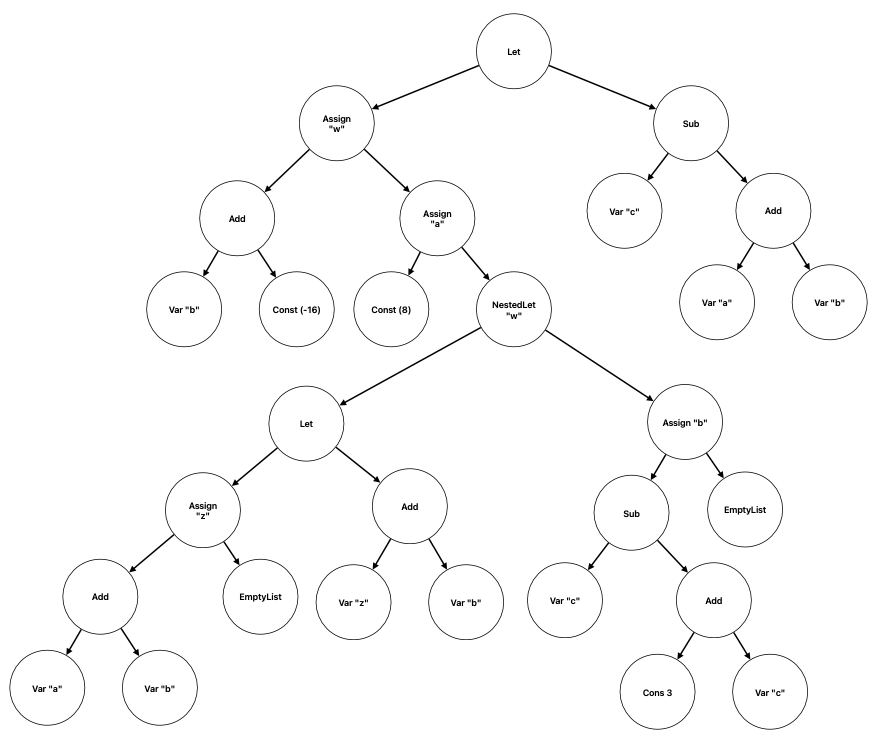 Let
Assign
"w"
Sub
Add
Assign
"a"
Var "c"
Add
Var "b"
Const (-16)
Const (8)
NestedLet
"w"
Var "a"
Var "b"
Let
Assign "b"
Assign
"z"
Add
Sub
EmptyList
Add
EmptyList
Var "z"
Var "b"
Var "c"
Add
Var "a"
Var "b"
Cons 3
Var "c"